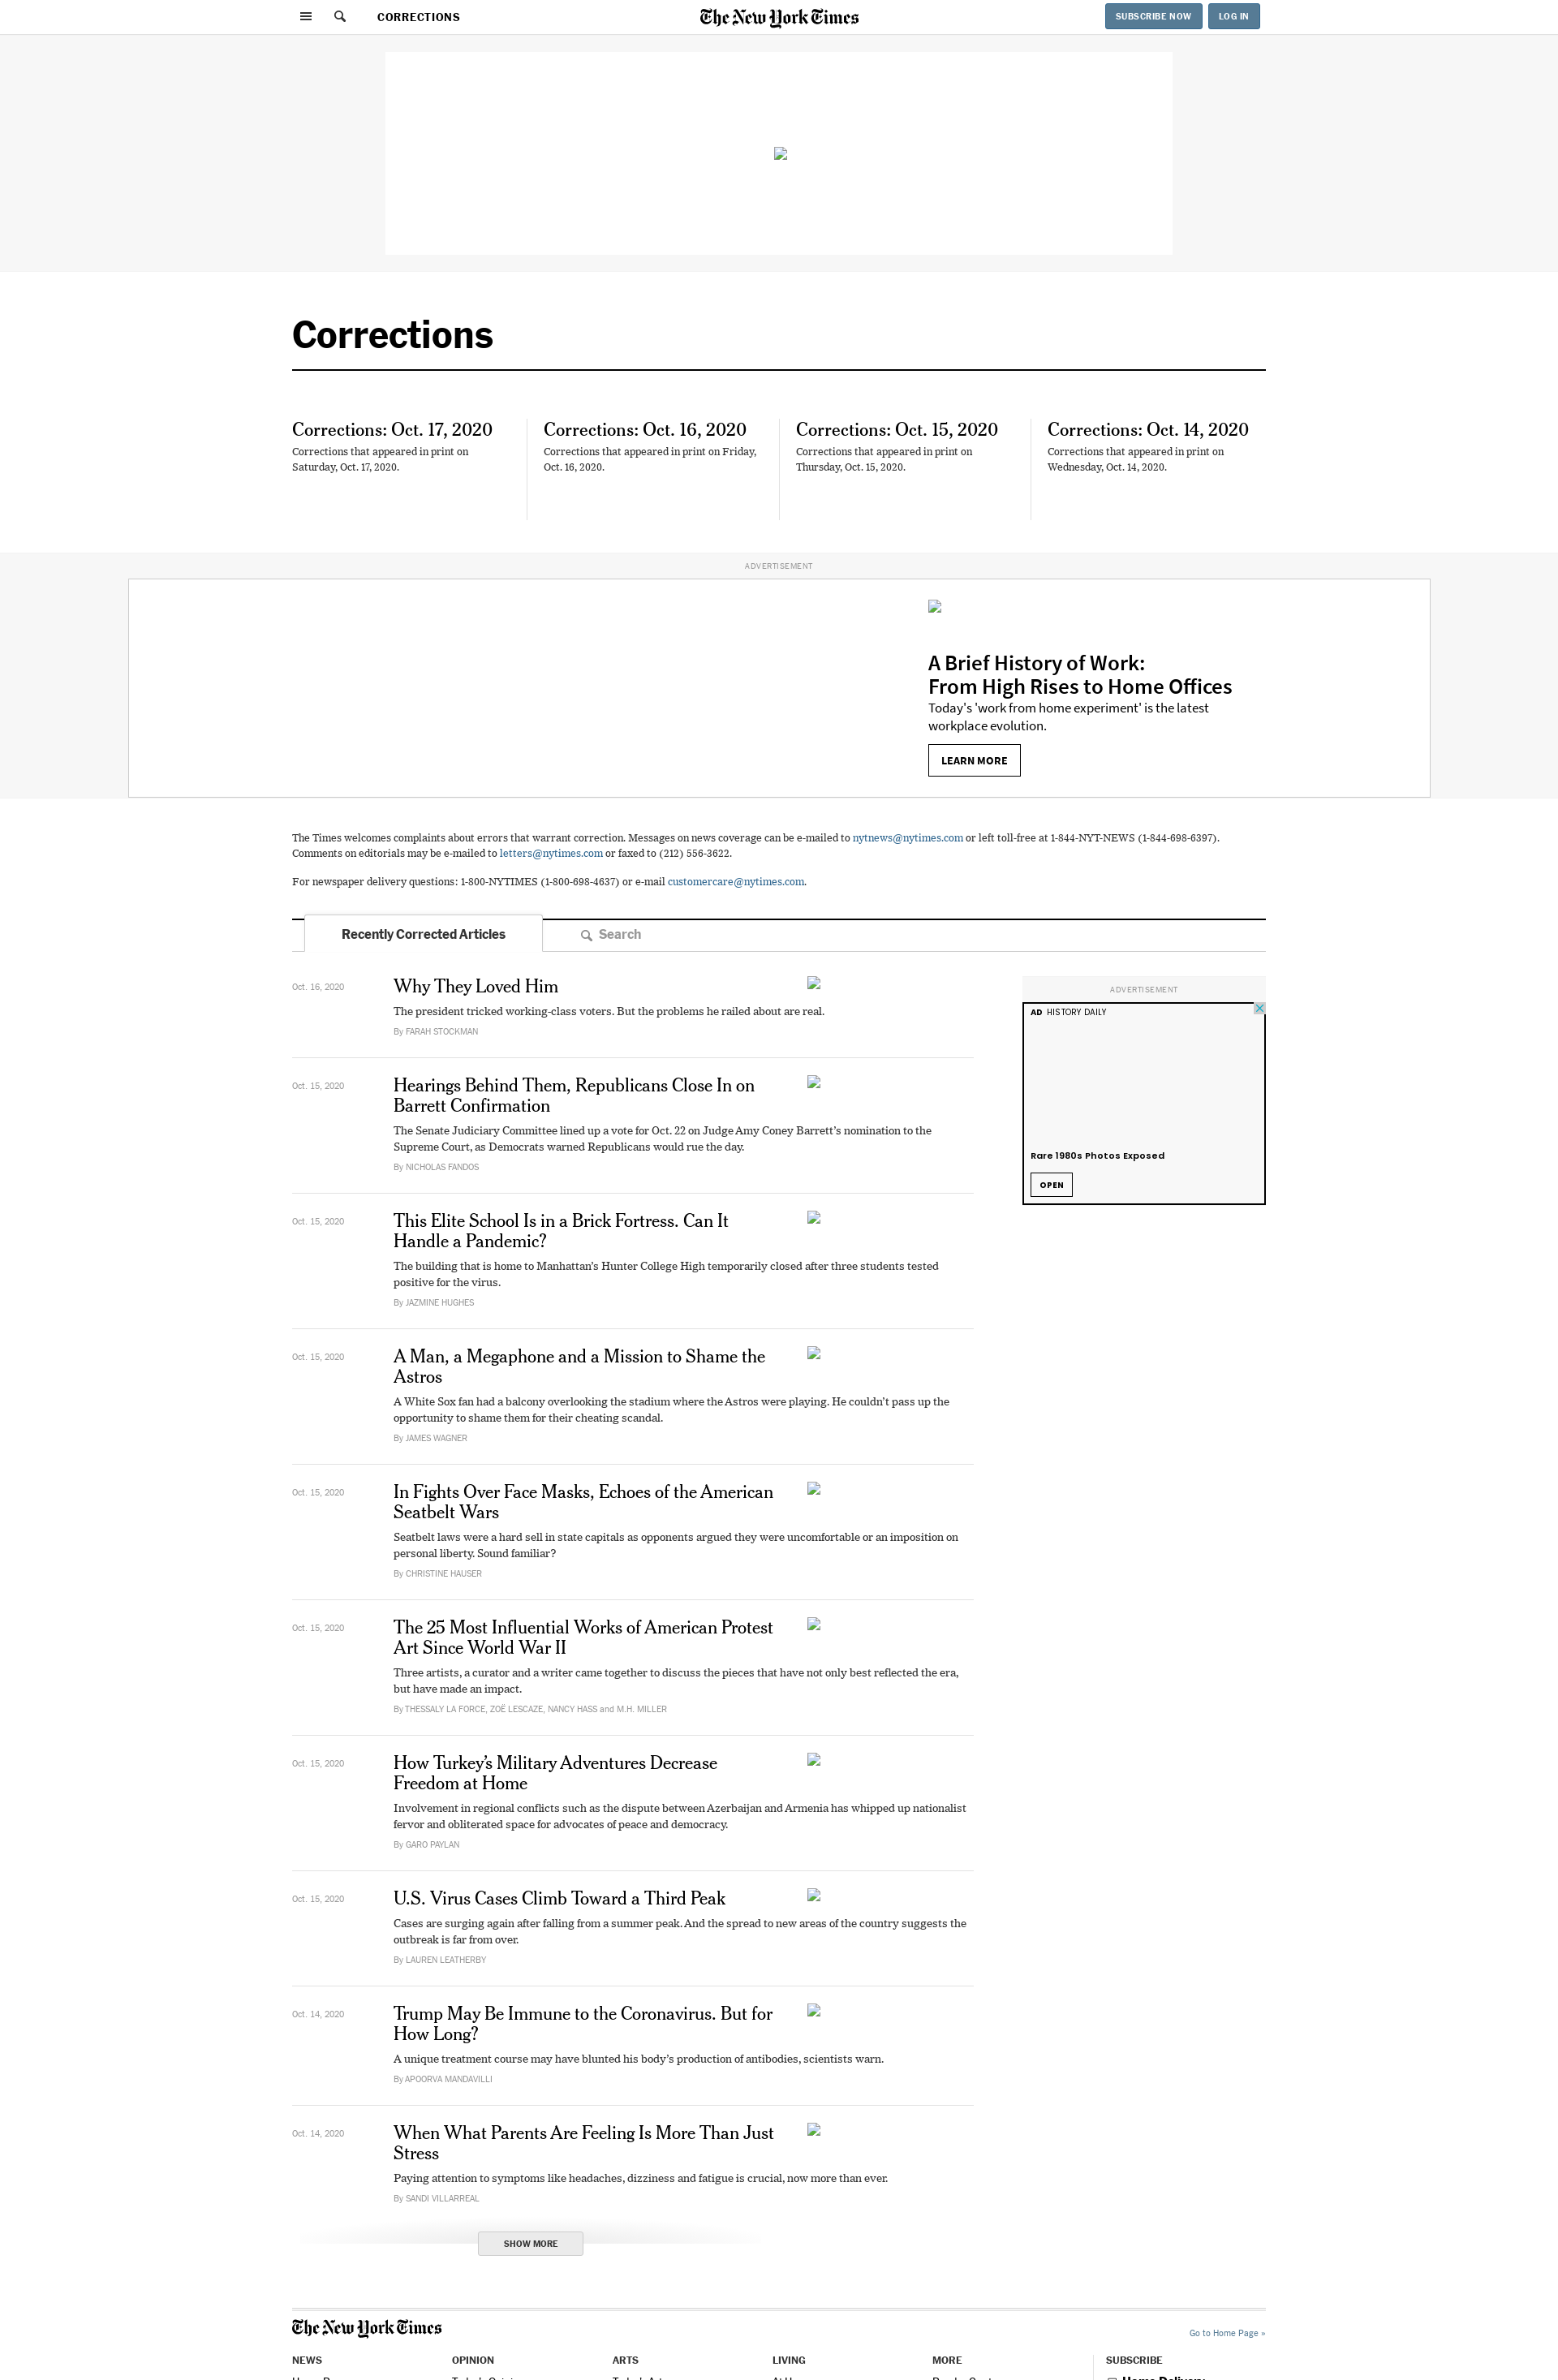 CORRECTIONS
The New York Times
SUBSCRIBE NOW
LOG IN
Corrections
Corrections: Oct. 17, 2020
Corrections that appeared in print on
Saturday, Oct. 17, 2020.
Corrections: Oct. 16, 2020
Corrections that appeared in print on Friday,
Oct. 16, 2020.
Corrections: Oct. 15, 2020
Corrections that appeared in print on
Thursday, Oct. 15, 2020.
Corrections: Oct. 14, 2020
Corrections that appeared in print on
Wednesday, Oct. 14, 2020.
ADVERTISEMENT
A Brief History of Work:
From High Rises to Home Offices
Today's 'work from home experiment' is the latest
workplace evolution.
LEARN MORE
The Times welcomes complaints about errors that warrant correction. Messages on news coverage can be e-mailed to nytnews@nytimes.com or left toll-free at 1-844-NYT-NEWS (1-844-698-6397).
Comments on editorials may be e-mailed to letters@nytimes.com or faxed to (212) 556-3622.
For newspaper delivery questions: 1-800-NYTIMES (1-800-698-4637) or e-mail customercare@nytimes.com.
Recently Corrected Articles
Search
Oct. 16, 2020
Why They Loved Him
The president tricked working-class voters. But the problems he railed about are real.
By FARAH STOCKMAN
ADVERTISEMENT
AD HISTORY DAILY
Rare 1980s Photos Exposed
OPEN
Oct. 15, 2020
Hearings Behind Them, Republicans Close In on
Barrett Confirmation
The Senate Judiciary Committee lined up a vote for Oct. 22 on Judge Amy Coney Barrett's nomination to the
Supreme Court, as Democrats warned Republicans would rue the day.
By NICHOLAS FANDOS
Oct. 15, 2020
This Elite School Is in a Brick Fortress. Can It
Handle a Pandemic?
The building that is home to Manhattan's Hunter College High temporarily closed after three students tested
positive for the virus.
By JAZMINE HUGHES
Oct. 15, 2020
A Man, a Megaphone and a Mission to Shame the
Astros
A White Sox fan had a balcony overlooking the stadium where the Astros were playing. He couldn't pass up the
opportunity to shame them for their cheating scandal.
By JAMES WAGNER
Oct. 15, 2020
In Fights Over Face Masks, Echoes of the American
Seatbelt Wars
Seatbelt laws were a hard sell in state capitals as opponents argued they were uncomfortable or an imposition on
personal liberty. Sound familiar?
By CHRISTINE HAUSER
Oct. 15, 2020
The 25 Most Influential Works of American Protest
Art Since World War II
Three artists, a curator and a writer came together to discuss the pieces that have not only best reflected the era,
but have made an impact.
By THESSALY LA FORCE, ZOË LESCAZE, NANCY HASS and M.H. MILLER
Oct. 15, 2020
How Turkey's Military Adventures Decrease
Freedom at Home
Involvement in regional conflicts such as the dispute between Azerbaijan and Armenia has whipped up nationalist
fervor and obliterated space for advocates of peace and democracy.
By GARO PAYLAN
Oct. 15, 2020
U.S. Virus Cases Climb Toward a Third Peak
Cases are surging again after falling from a summer peak. And the spread to new areas of the country suggests the
outbreak is far from over.
By LAUREN LEATHERBY
Oct. 14, 2020
Trump May Be Immune to the Coronavirus. But for
How Long?
A unique treatment course may have blunted his body's production of antibodies, scientists warn.
By APOORVA MANDAVILLI
Oct. 14, 2020
When What Parents Are Feeling Is More Than Just
Stress
Paying attention to symptoms like headaches, dizziness and fatigue is crucial, now more than ever.
By SANDI VILLARREAL
SHOW MORE
The New York Times
Go to Home Page »
NEWS
OPINION
ARTS
LIVING
MORE
SUBSCRIBE